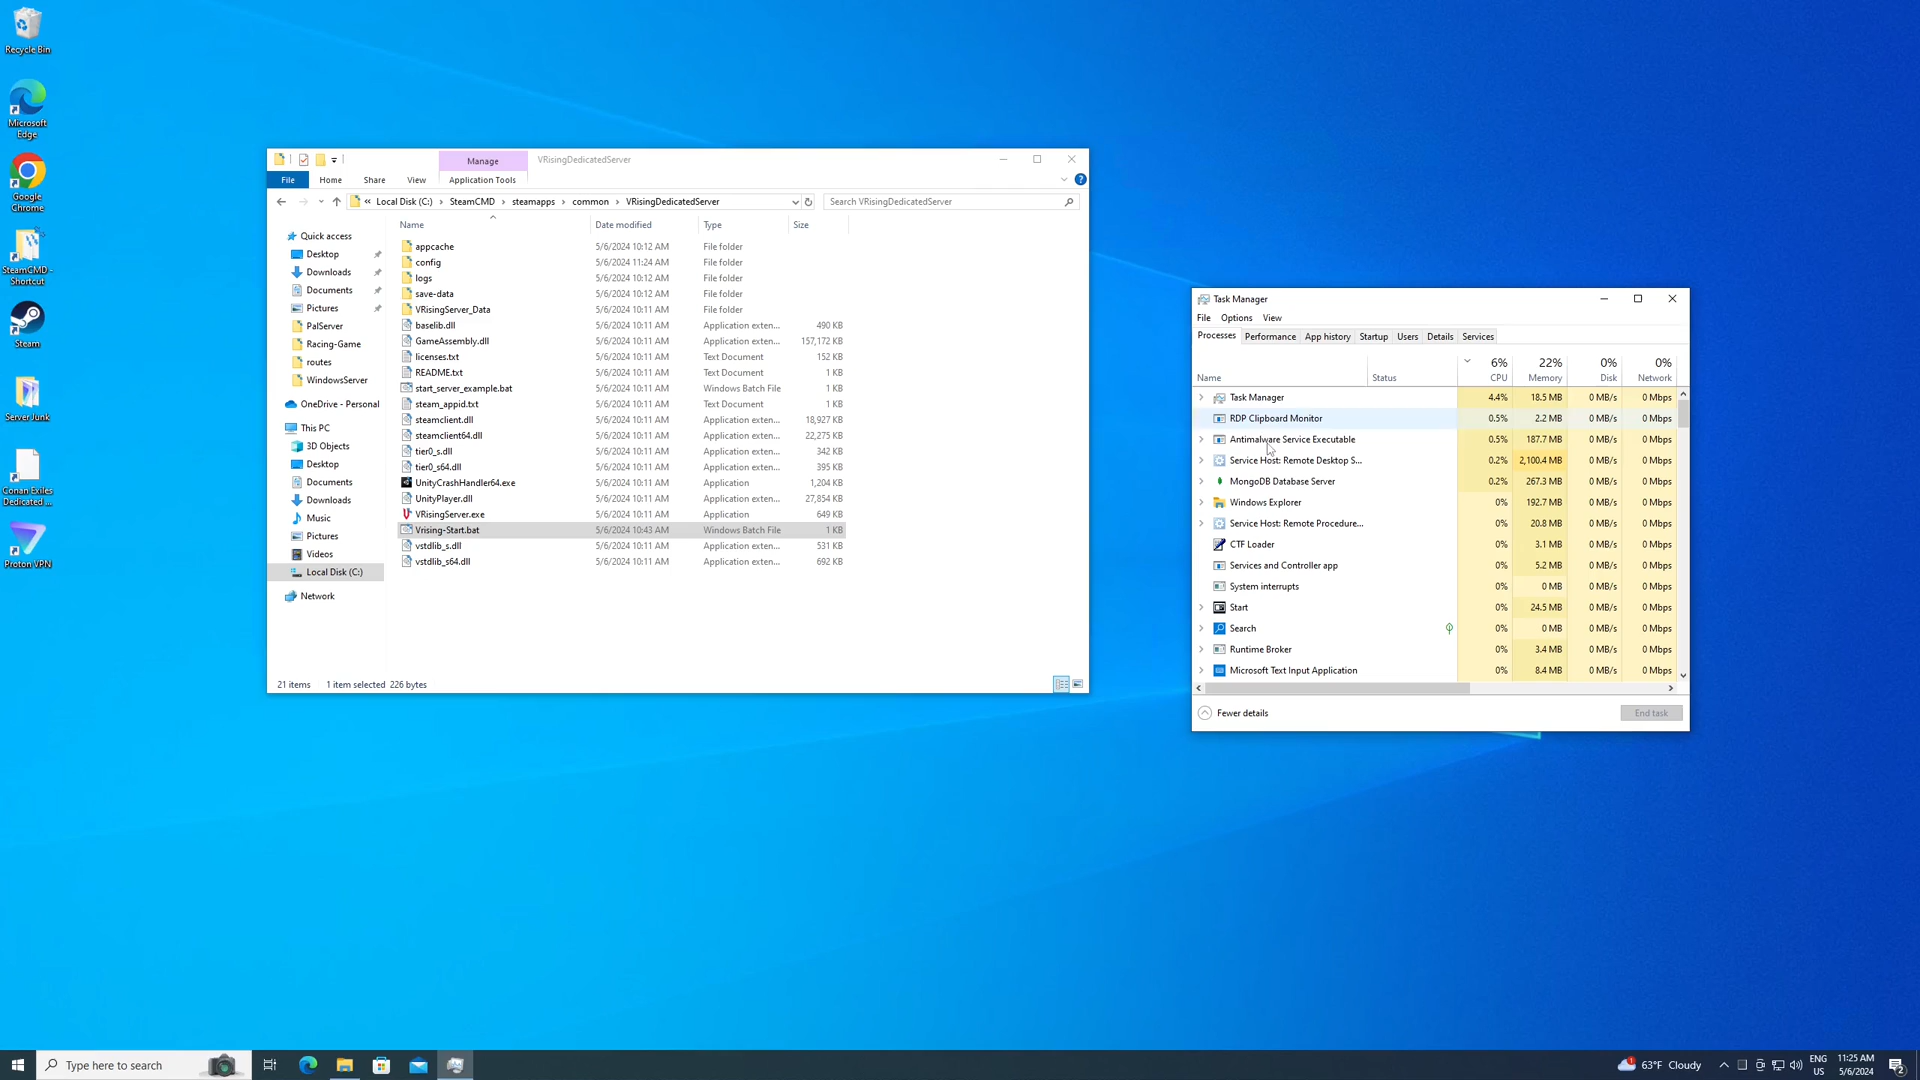 Recycle Bin
Microsoft
Edge
Google
Chrome
SteamCMD -
Shortcut
Steam
Server Junk
Conan Exiles
Dedicated ...
Proton VPN
Manage
VRisingDedicatedServer
File
Home
Share
View
Application Tools
« Local Disk (C:) › SteamCMD › steamapps › common › VRisingDedicatedServer
Search VRisingDedicatedServer
Name Date modified Type Size
Quick access
Desktop
Downloads
Documents
Pictures
PalServer
Racing-Game
routes
WindowsServer
OneDrive - Personal
This PC
3D Objects
Desktop
Documents
Downloads
Music
Pictures
Videos
Local Disk (C:)
Network
appcache 5/6/2024 10:12 AM File folder
config 5/6/2024 11:24 AM File folder
logs 5/6/2024 10:12 AM File folder
save-data 5/6/2024 10:12 AM File folder
VRisingServer_Data 5/6/2024 10:11 AM File folder
baselib.dll 5/6/2024 10:11 AM Application exten... 490 KB
GameAssembly.dll 5/6/2024 10:11 AM Application exten... 157,172 KB
licenses.txt 5/6/2024 10:11 AM Text Document 152 KB
README.txt 5/6/2024 10:11 AM Text Document 1 KB
start_server_example.bat 5/6/2024 10:11 AM Windows Batch File 1 KB
steam_appid.txt 5/6/2024 10:11 AM Text Document 1 KB
steamclient.dll 5/6/2024 10:11 AM Application exten... 18,927 KB
steamclient64.dll 5/6/2024 10:11 AM Application exten... 22,275 KB
tier0_s.dll 5/6/2024 10:11 AM Application exten... 342 KB
tier0_s64.dll 5/6/2024 10:11 AM Application exten... 395 KB
UnityCrashHandler64.exe 5/6/2024 10:11 AM Application 1,204 KB
UnityPlayer.dll 5/6/2024 10:11 AM Application exten... 27,854 KB
VRisingServer.exe 5/6/2024 10:11 AM Application 649 KB
Vrising-Start.bat 5/6/2024 10:43 AM Windows Batch File 1 KB
vstdlib_s.dll 5/6/2024 10:11 AM Application exten... 531 KB
vstdlib_s64.dll 5/6/2024 10:11 AM Application exten... 692 KB
21 items 1 item selected 226 bytes
Task Manager
File Options View
Processes Performance App history Startup Users Details Services
6% 22% 0% 0%
Name Status CPU Memory Disk Network
Task Manager 4.4% 18.5 MB 0 MB/s 0 Mbps
RDP Clipboard Monitor 0.5% 2.2 MB 0 MB/s 0 Mbps
Antimalware Service Executable 0.5% 187.7 MB 0 MB/s 0 Mbps
Service Host: Remote Desktop S... 0.2% 2,100.4 MB 0 MB/s 0 Mbps
MongoDB Database Server 0.2% 267.3 MB 0 MB/s 0 Mbps
Windows Explorer 0% 192.7 MB 0 MB/s 0 Mbps
Service Host: Remote Procedure... 0% 20.8 MB 0 MB/s 0 Mbps
CTF Loader 0% 3.1 MB 0 MB/s 0 Mbps
Services and Controller app 0% 5.2 MB 0 MB/s 0 Mbps
System interrupts 0% 0 MB 0 MB/s 0 Mbps
Start 0% 24.5 MB 0 MB/s 0 Mbps
Search 0% 0 MB 0 MB/s 0 Mbps
Runtime Broker 0% 3.4 MB 0 MB/s 0 Mbps
Microsoft Text Input Application 0% 8.4 MB 0 MB/s 0 Mbps
Fewer details
End task
Type here to search
63°F Cloudy
ENG
US
11:25 AM
5/6/2024
2